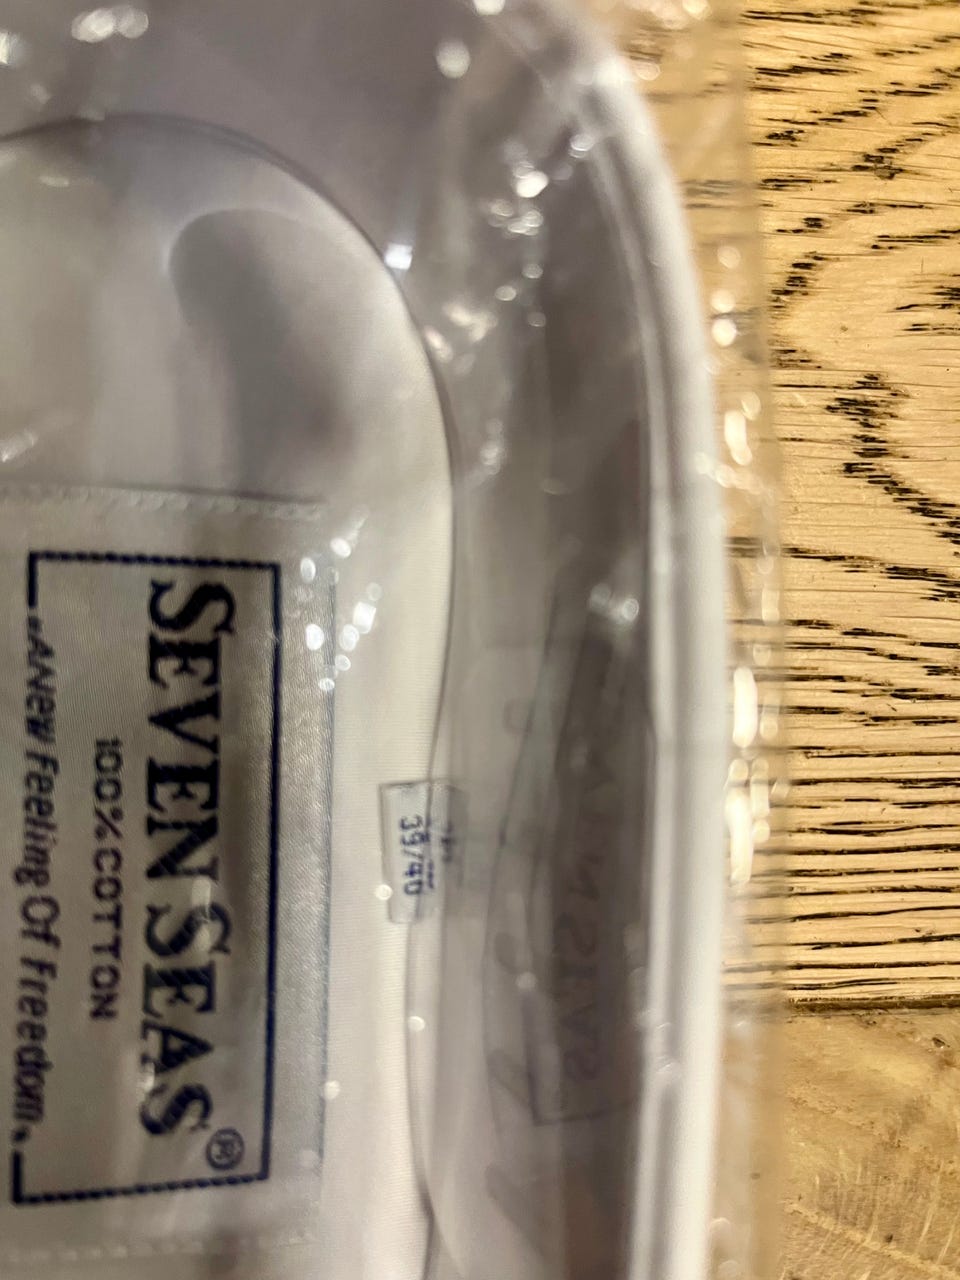 SEVEN SEAS®
100% COTTON
"A New Feeling Of Freedom"
39/40